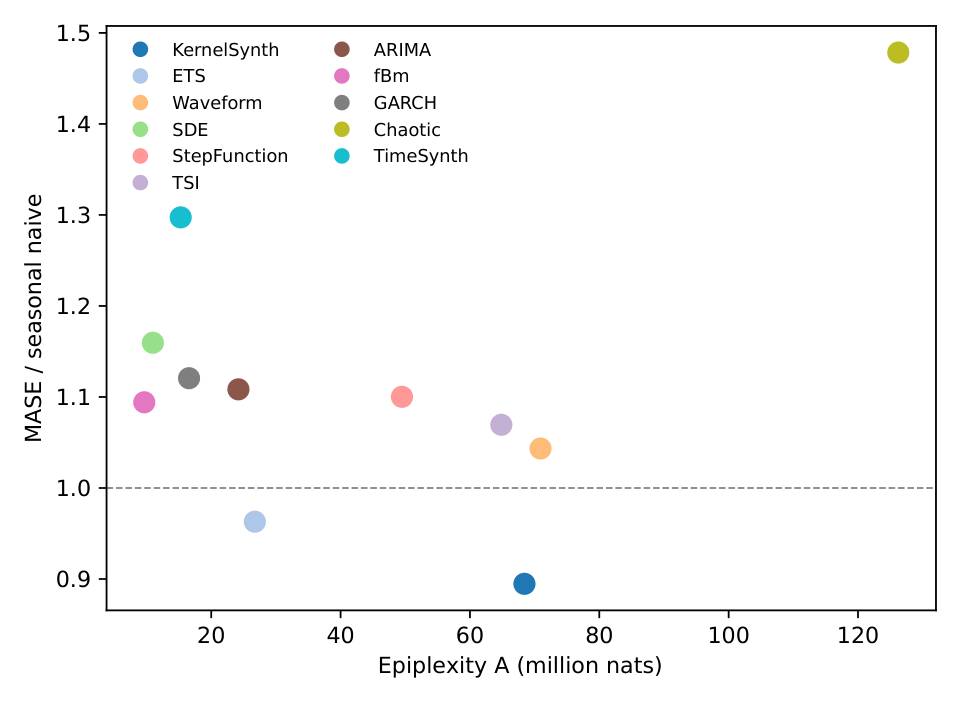 1.5
1.4
1.3
1.2
1.1
1.0
0.9
MASE / seasonal naive
KernelSynth
ETS
Waveform
SDE
StepFunction
TSI
ARIMA
fBm
GARCH
Chaotic
TimeSynth
20 40 60 80 100 120
Epiplexity A (million nats)